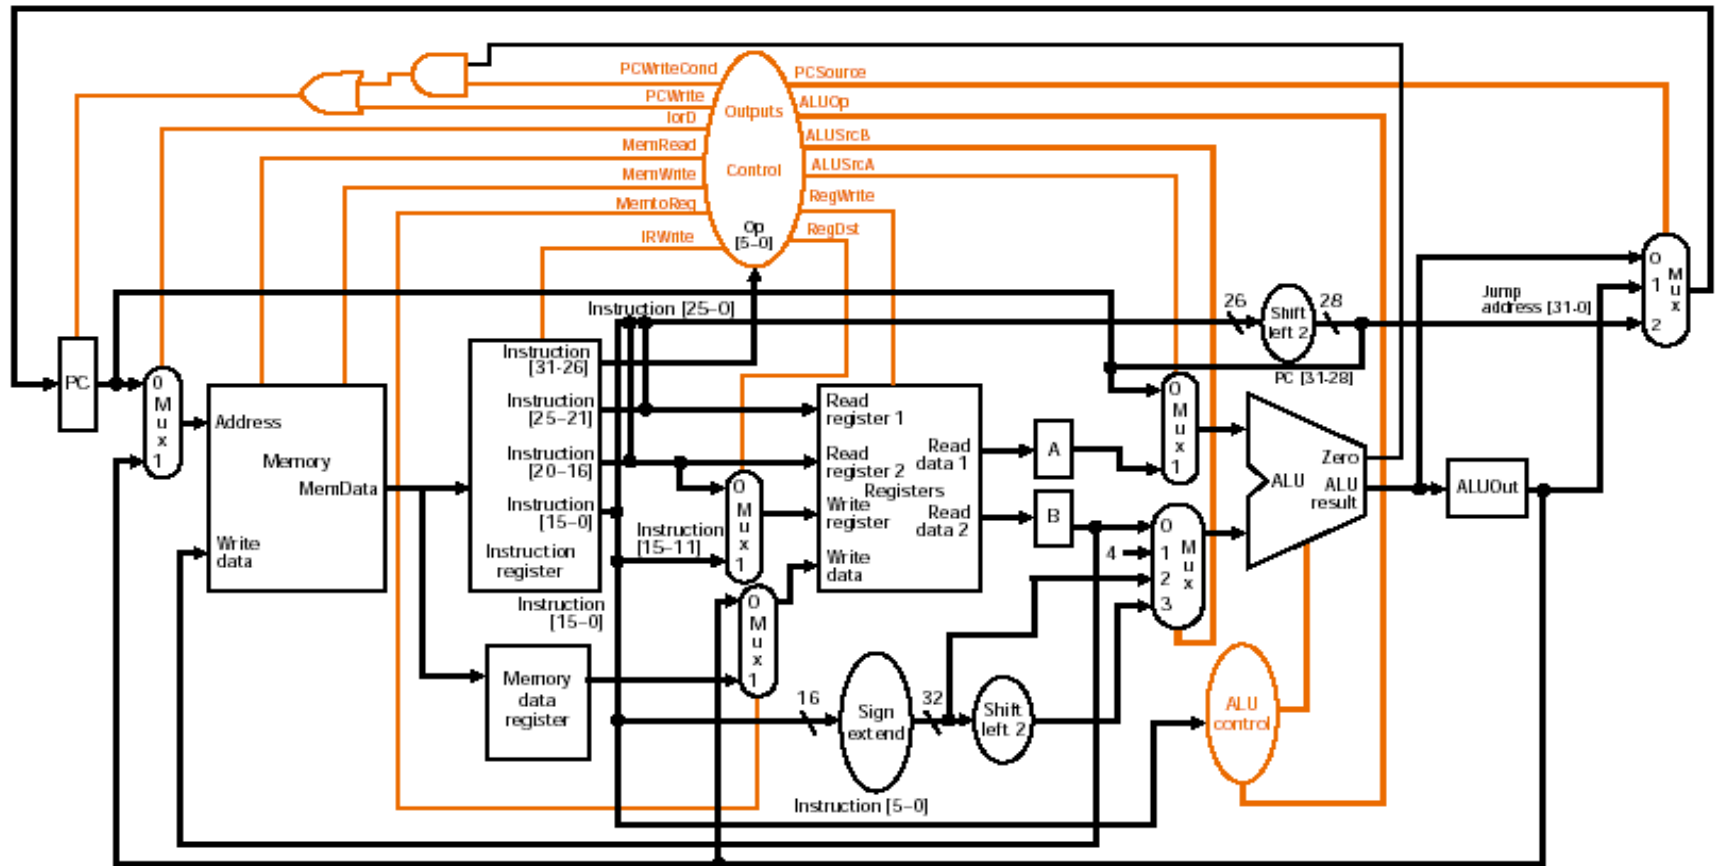 PCWriteCond
PCSource
PCWrite
ALUOp
IorD
Outputs
ALUSrcB
MemRead
ALUSrcA
MemWrite
Control
RegWrite
MemtoReg
Op
[5–0]
RegDst
IRWrite
0
1
2
M
u
x
Jump
address [31-0]
26
Shift
left 2
28
Instruction [25–0]
PC [31-28]
PC
0
M
u
x
1
Address
Memory
MemData
Write
data
Instruction
[31-26]
Instruction
[25–21]
Instruction
[20–16]
Instruction
[15–0]
Instruction
register
Instruction
[15–11]
Instruction
[15–0]
0
M
u
x
1
0
M
u
x
1
Read
register 1
Read
register 2
Registers
Write
register
Write
data
Read
data 1
Read
data 2
A
B
0
M
u
x
1
4
0
1
2
3
M
u
x
Zero
ALU
ALU
result
ALUOut
Memory
data
register
16
Sign
extend
32
Shift
left 2
ALU
control
Instruction [5–0]